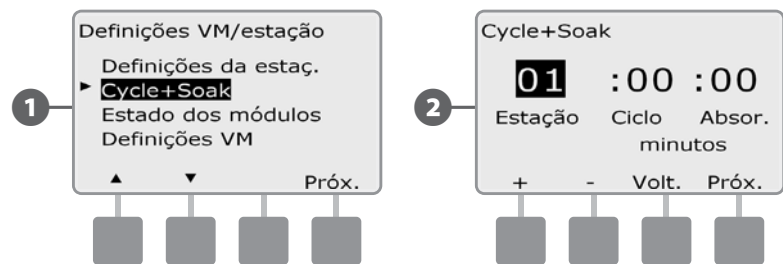 1
Definições VM/estação
Definições da estaç.
Cycle+Soak
Estado dos módulos
Definições VM
Próx.
2
Cycle+Soak
01 :00 :00
Estação Ciclo Absor.
minutos
+ - Volt. Próx.